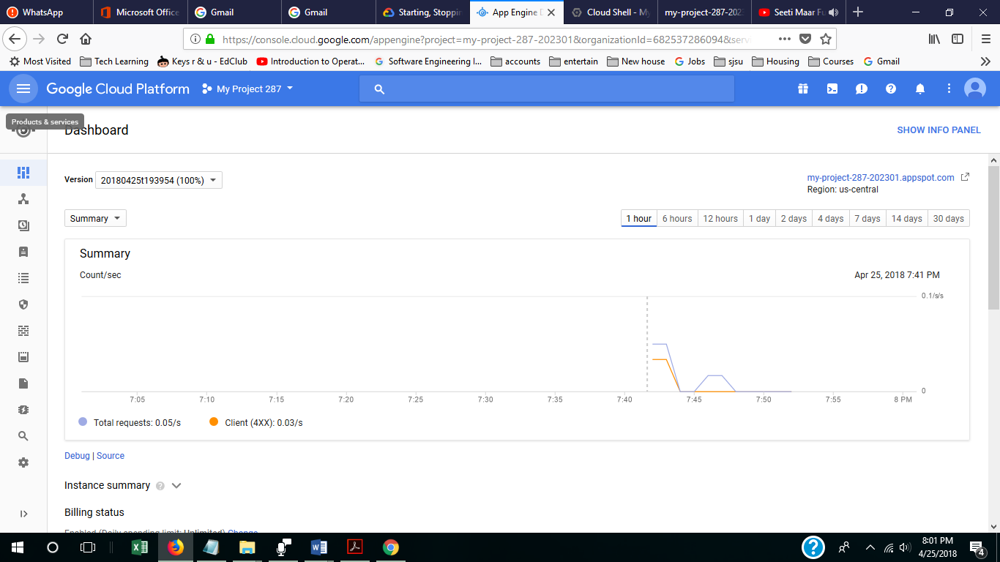 WhatsApp
Microsoft Office
Gmail
Gmail
Starting, Stoppin
App Engine D
Cloud Shell - My
my-project-287-202
Seeti Maar Fu
https://console.cloud.google.com/appengine?project=my-project-287-202301&organizationId=682537286094&serv
Most Visited
Tech Learning
Keys r & u - EdClub
Introduction to Operat...
Software Engineering I...
accounts
entertain
New house
Jobs
sjsu
Housing
Courses
Gmail
Google Cloud Platform
My Project 287
Products & services
Dashboard
SHOW INFO PANEL
Version
20180425t193954 (100%)
my-project-287-202301.appspot.com
Region: us-central
Summary
1 hour
6 hours
12 hours
1 day
2 days
4 days
7 days
14 days
30 days
Summary
Count/sec
Apr 25, 2018 7:41 PM
0.1/s/s
0
7:05
7:10
7:15
7:20
7:25
7:30
7:35
7:40
7:45
7:50
7:55
8 PM
Total requests: 0.05/s
Client (4XX): 0.03/s
Debug | Source
Instance summary
Billing status
Enabled (Daily spending limit: Unlimited) Change
8:01 PM
4/25/2018
4